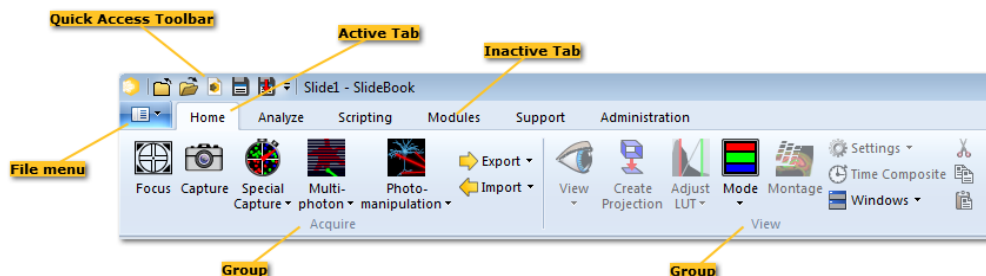 Quick Access Toolbar
Active Tab
Inactive Tab
Slide1 - SlideBook
Home Analyze Scripting Modules Support Administration
File menu
Focus Capture Special Capture Multi-photon Photo-manipulation Export Import
View Create Projection Adjust LUT Mode Montage Settings Time Composite Windows
Acquire View
Group Group